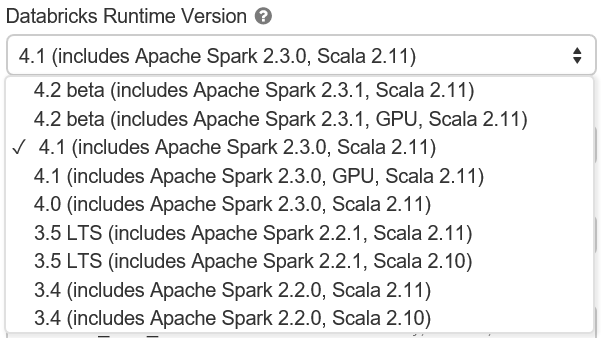 Databricks Runtime Version ?
4.1 (includes Apache Spark 2.3.0, Scala 2.11)
4.2 beta (includes Apache Spark 2.3.1, Scala 2.11)
4.2 beta (includes Apache Spark 2.3.1, GPU, Scala 2.11)
✓ 4.1 (includes Apache Spark 2.3.0, Scala 2.11)
4.1 (includes Apache Spark 2.3.0, GPU, Scala 2.11)
4.0 (includes Apache Spark 2.3.0, Scala 2.11)
3.5 LTS (includes Apache Spark 2.2.1, Scala 2.11)
3.5 LTS (includes Apache Spark 2.2.1, Scala 2.10)
3.4 (includes Apache Spark 2.2.0, Scala 2.11)
3.4 (includes Apache Spark 2.2.0, Scala 2.10)